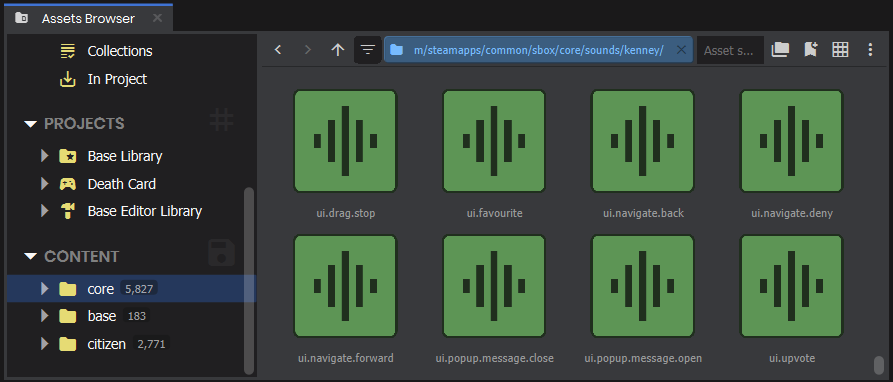 Assets Browser
Collections
In Project
PROJECTS
Base Library
Death Card
Base Editor Library
CONTENT
core 5,827
base 183
citizen 2,771
m/steamapps/common/sbox/core/sounds/kenney/
Asset s...
ui.drag.stop
ui.favourite
ui.navigate.back
ui.navigate.deny
ui.navigate.forward
ui.popup.message.close
ui.popup.message.open
ui.upvote